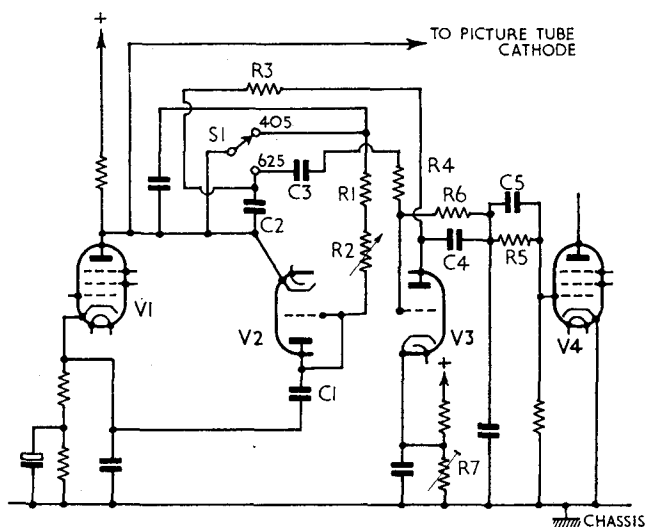 +
TO PICTURE TUBE
CATHODE
R3
S1
405
625
C3
C2
R1
R2
R4
R6
C5
C4
R5
V1
V2
V3
V4
C1
+
R7
CHASSIS